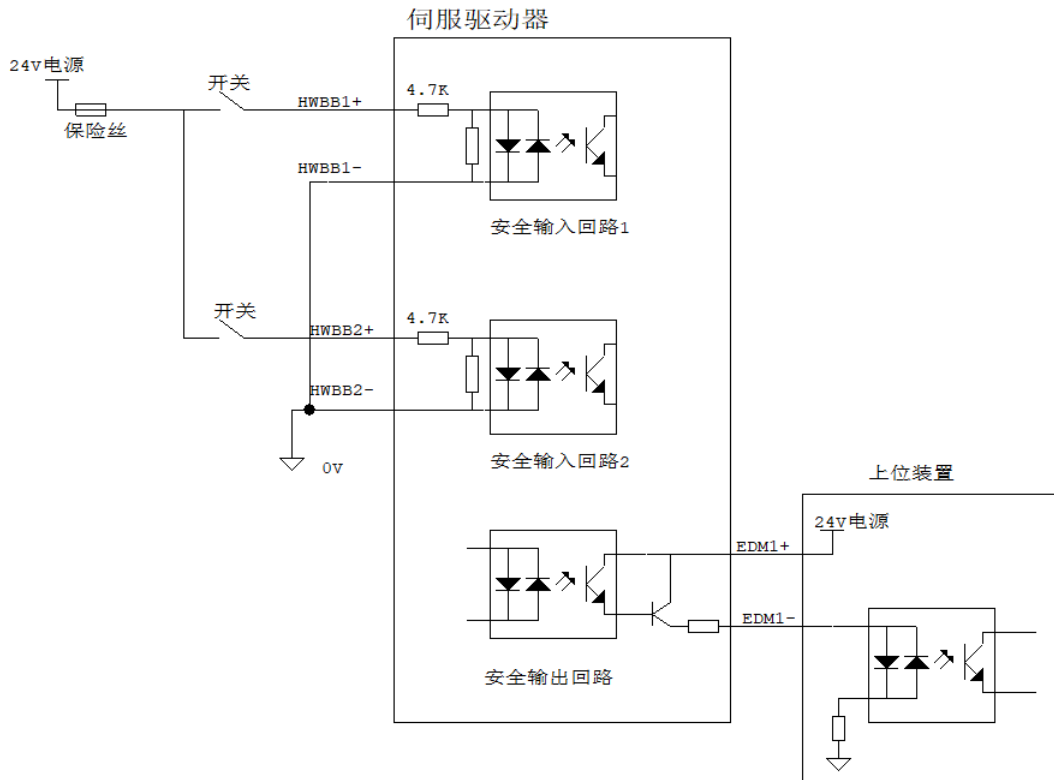 伺服驱动器
24V电源
开关
HWBB1+
4.7K
保险丝
HWBB1-
安全输入回路1
开关
HWBB2+
4.7K
HWBB2-
0V
安全输入回路2
上位装置
24V电源
EDM1+
EDM1-
安全输出回路